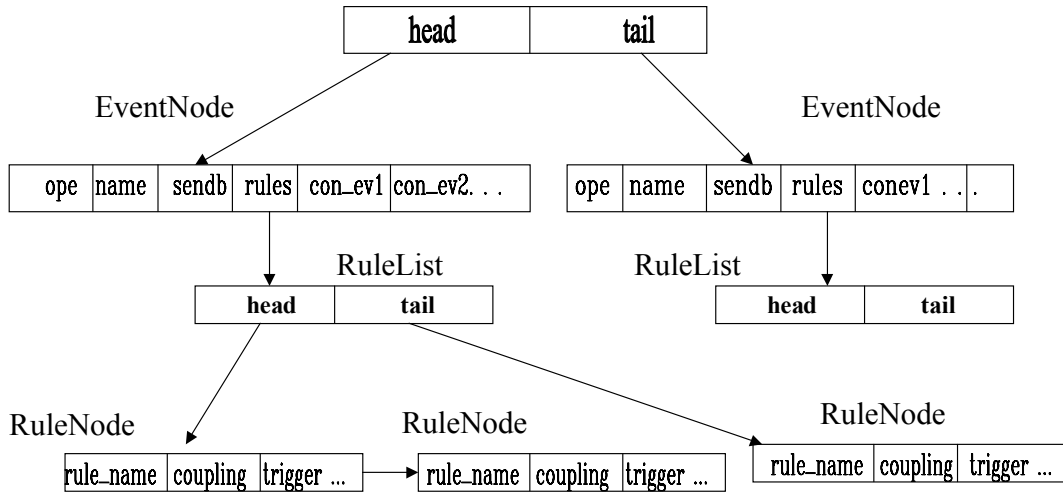 head tail
EventNode EventNode
ope name sendb rules con_ev1 con_ev2. . .
ope name sendb rules conev1 . . .
RuleList RuleList
head tail head tail
RuleNode RuleNode RuleNode
rule_name coupling trigger ...
rule_name coupling trigger ...
rule_name coupling trigger ...